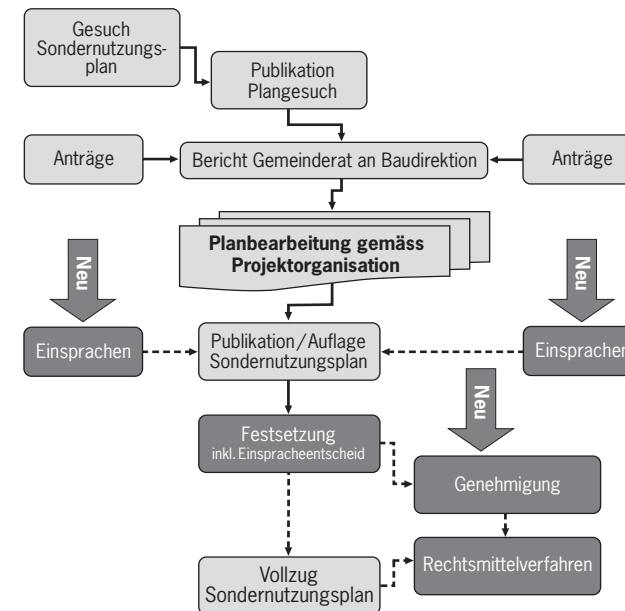 Gesuch
Sondernutzungs-
plan
Publikation
Plangesuch
Anträge
Bericht Gemeinderat an Baudirektion
Anträge
Planbearbeitung gemäss
Projektorganisation
Neu
Neu
Einsprachen
Publikation/Auflage
Sondernutzungsplan
Einsprachen
Neu
Festsetzung
inkl. Einspracheentscheid
Genehmigung
Vollzug
Sondernutzungsplan
Rechtsmittelverfahren